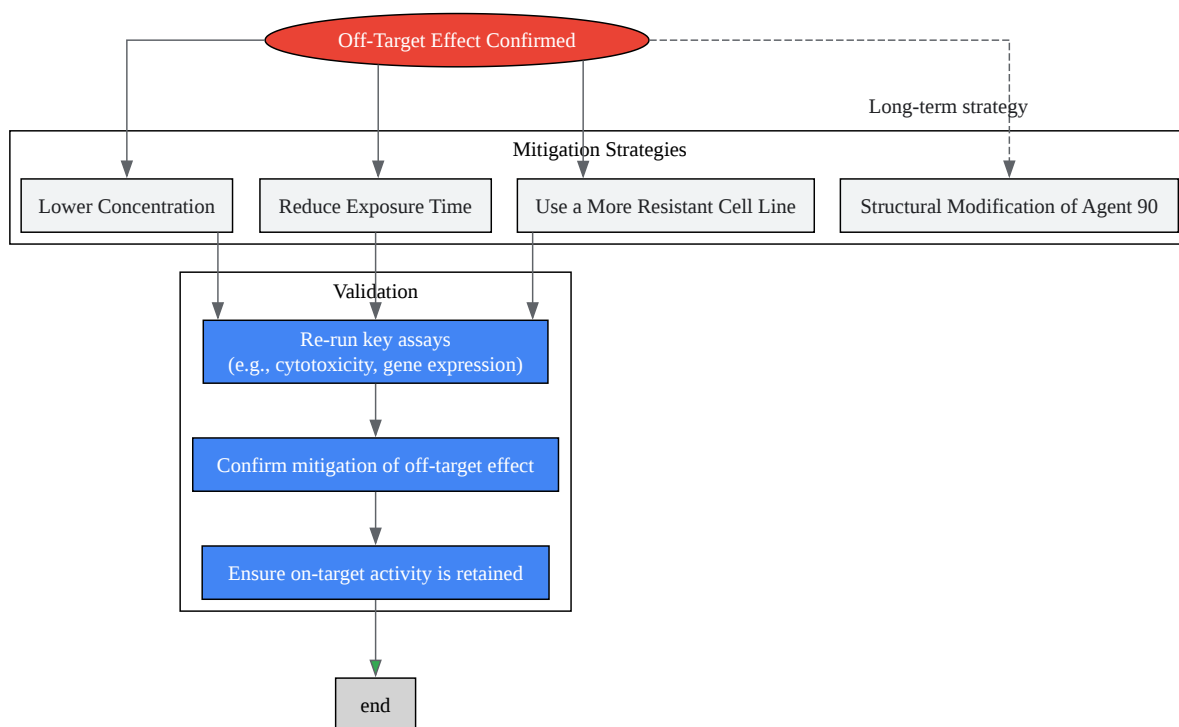 Off-Target Effect Confirmed
Long-term strategy
Mitigation Strategies
Lower Concentration
Reduce Exposure Time
Use a More Resistant Cell Line
Structural Modification of Agent 90
Validation
Re-run key assays
(e.g., cytotoxicity, gene expression)
Confirm mitigation of off-target effect
Ensure on-target activity is retained
end